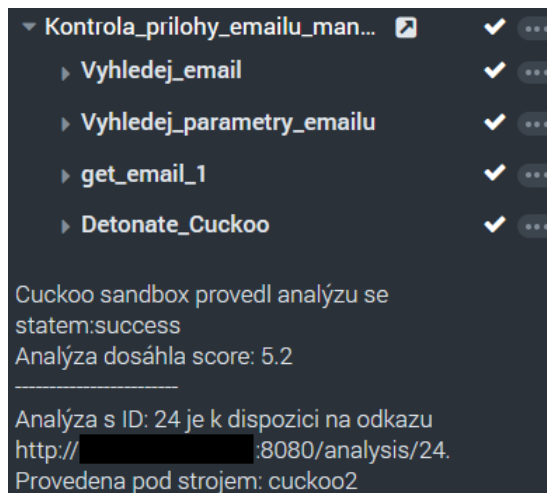 Kontrola_prilohy_emailu_man...
Vyhledej_email
Vyhledej_parametry_emailu
get_email_1
Detonate_Cuckoo
Cuckoo sandbox provedl analýzu se
statem:success
Analýza dosáhla score: 5.2
------------------------
Analýza s ID: 24 je k dispozici na odkazu
http:// :8080/analysis/24.
Provedena pod strojem: cuckoo2